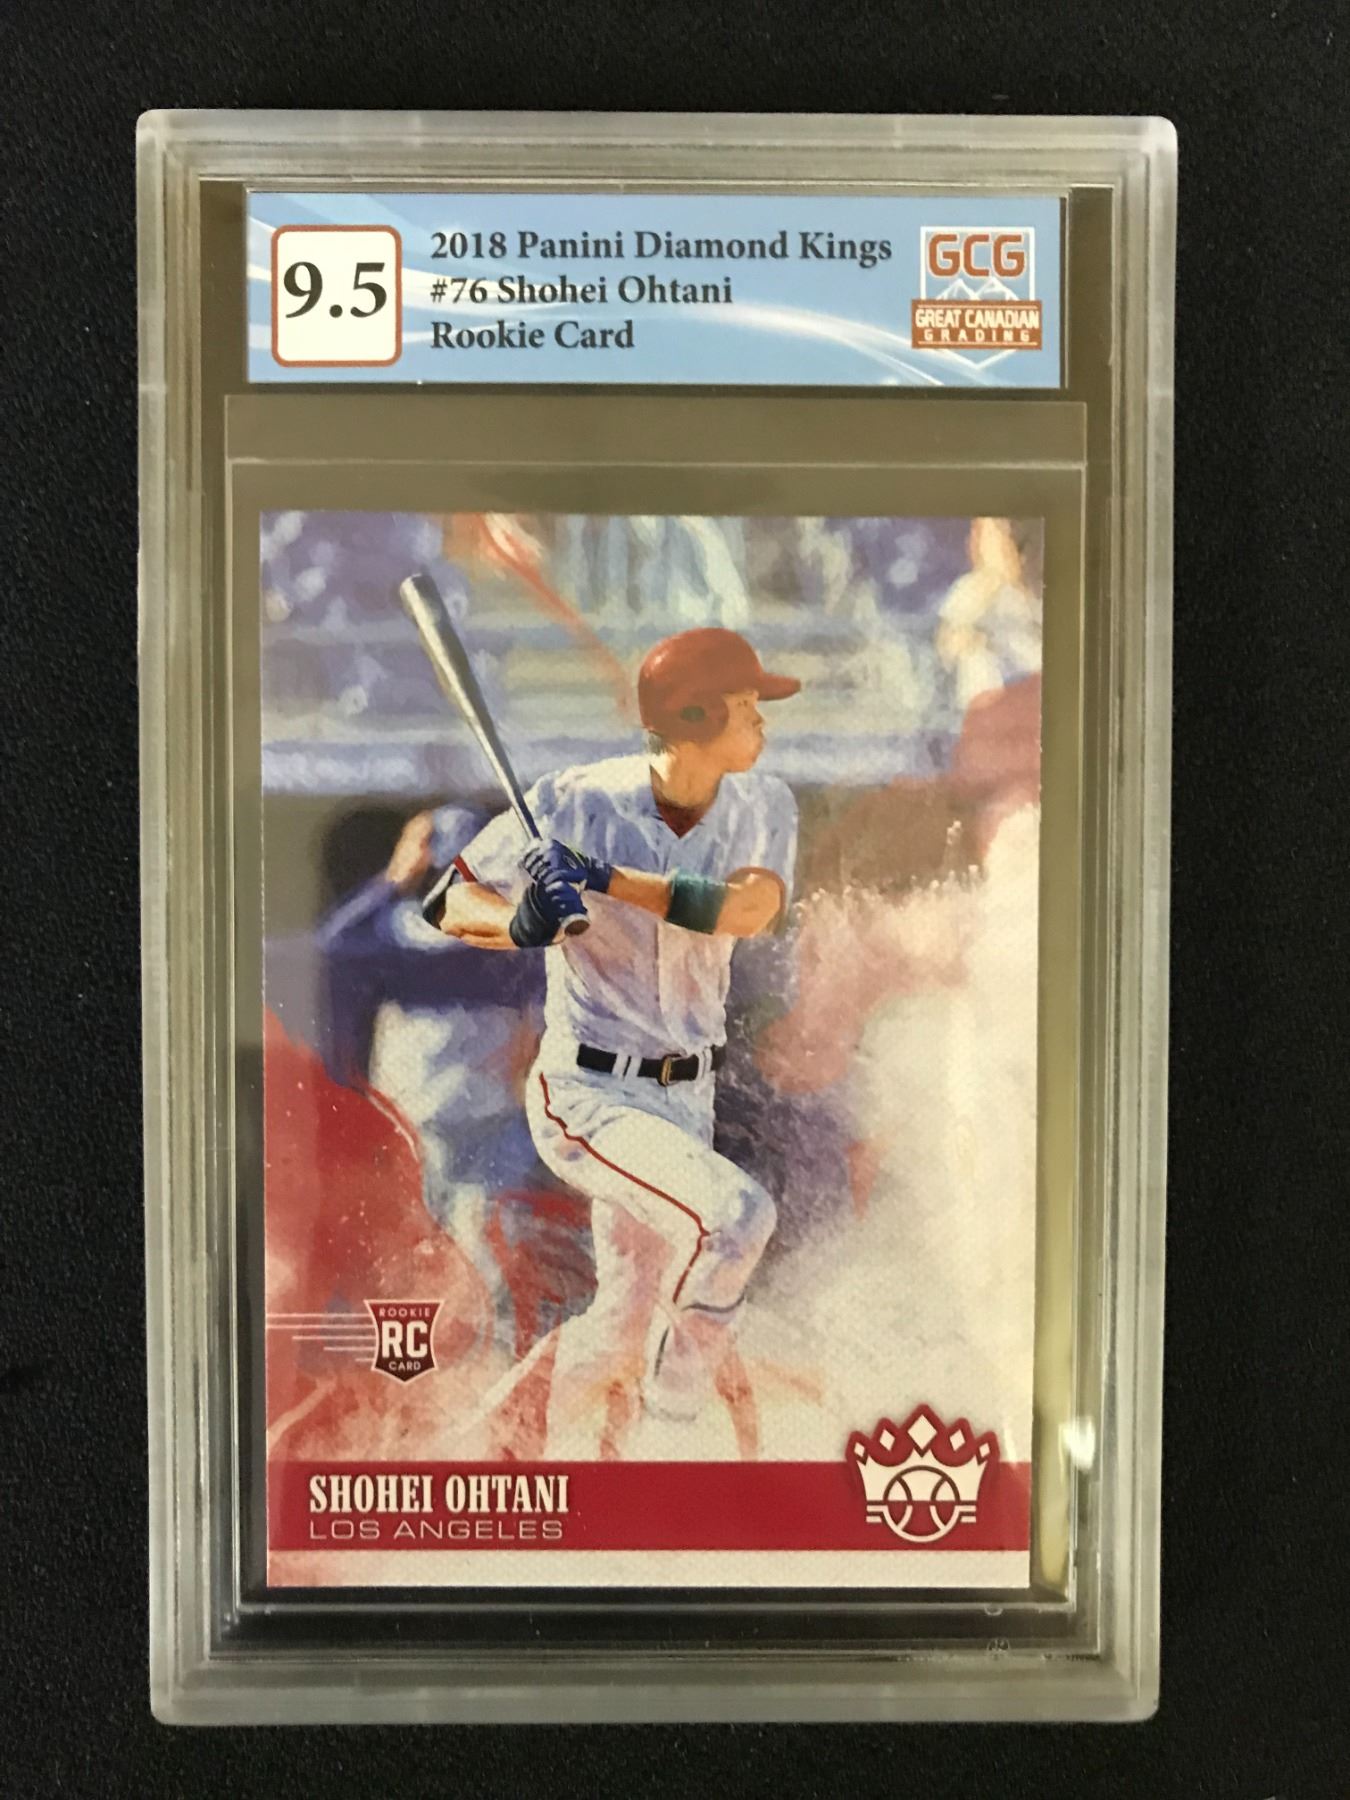 9.5
2018 Panini Diamond Kings
#76 Shohei Ohtani
Rookie Card
GCG
GREAT CANADIAN
GRADING
ROOKIE
RC
CARD
SHOHEI OHTANI
LOS ANGELES